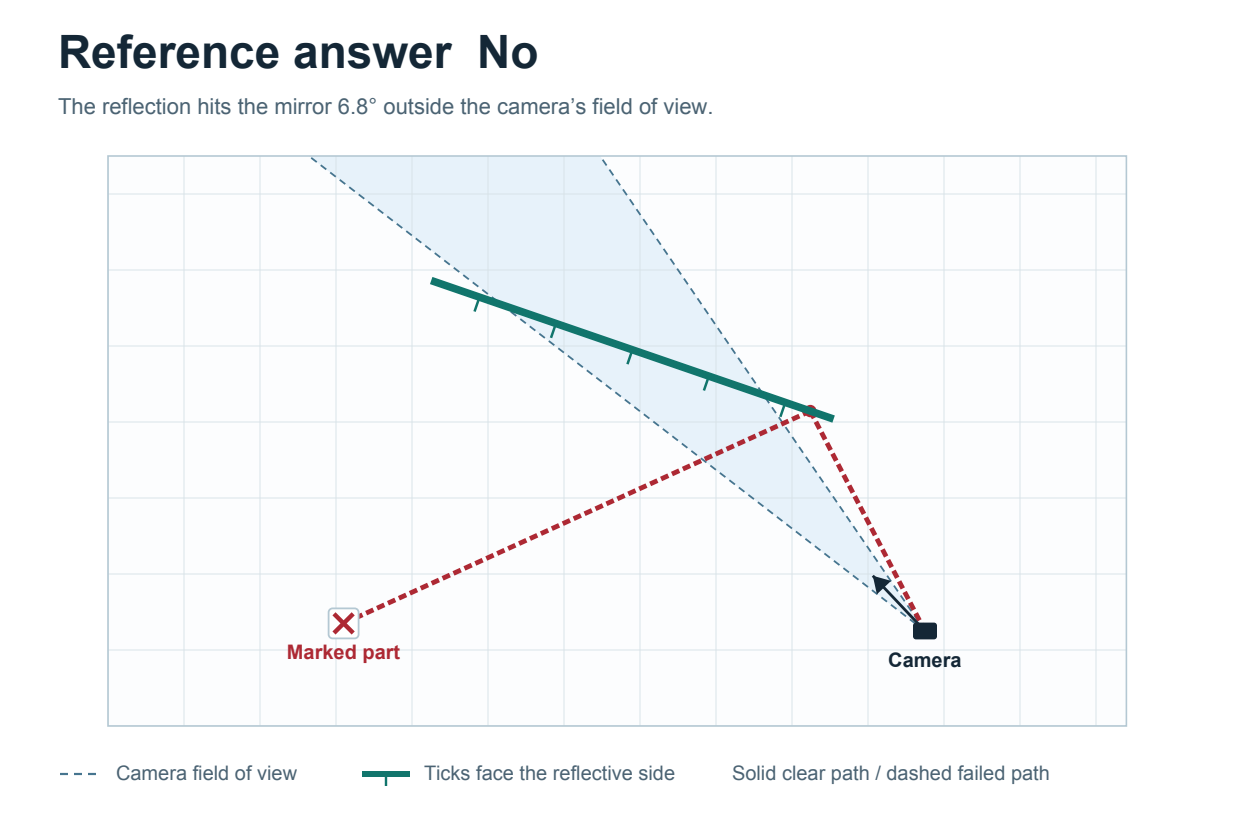 Reference answer  No
The reflection hits the mirror 6.8° outside the camera’s field of view.
Marked part
Camera
Camera field of view
Ticks face the reflective side
Solid clear path / dashed failed path